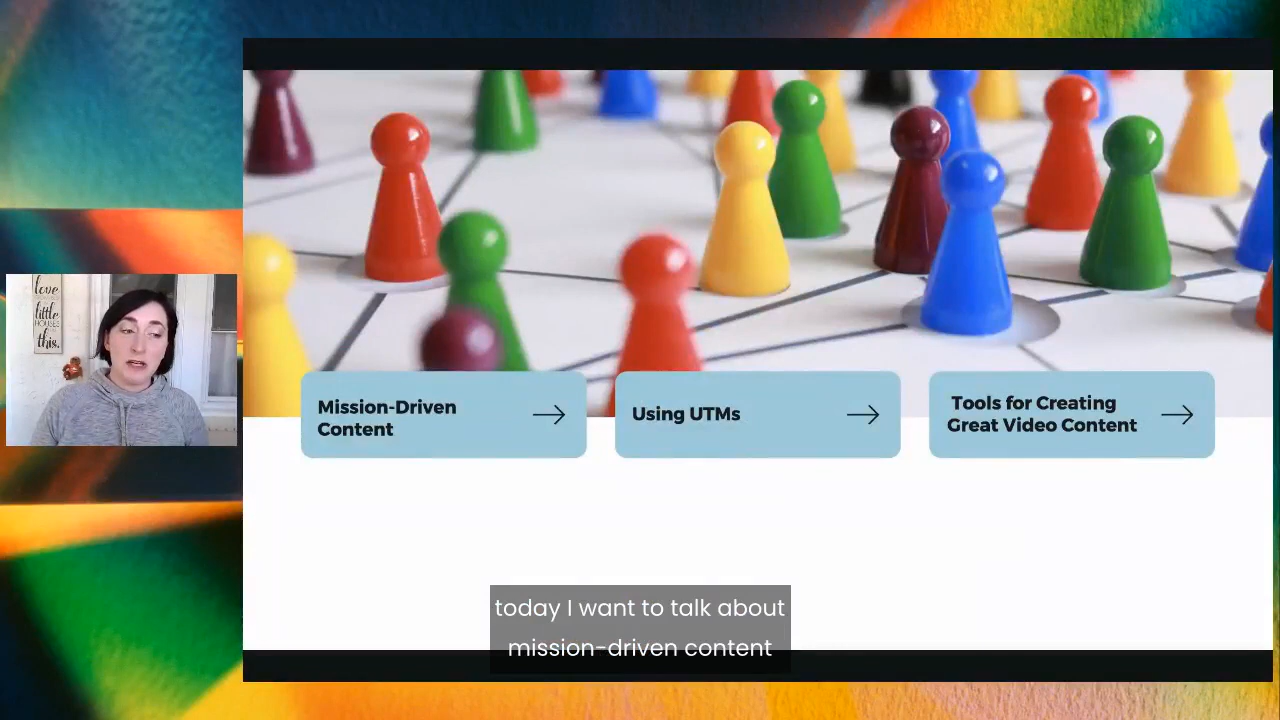 love
little
HOUSES
this.
Mission-Driven
Content
Using UTMs
Tools for Creating
Great Video Content
today I want to talk about
mission-driven content